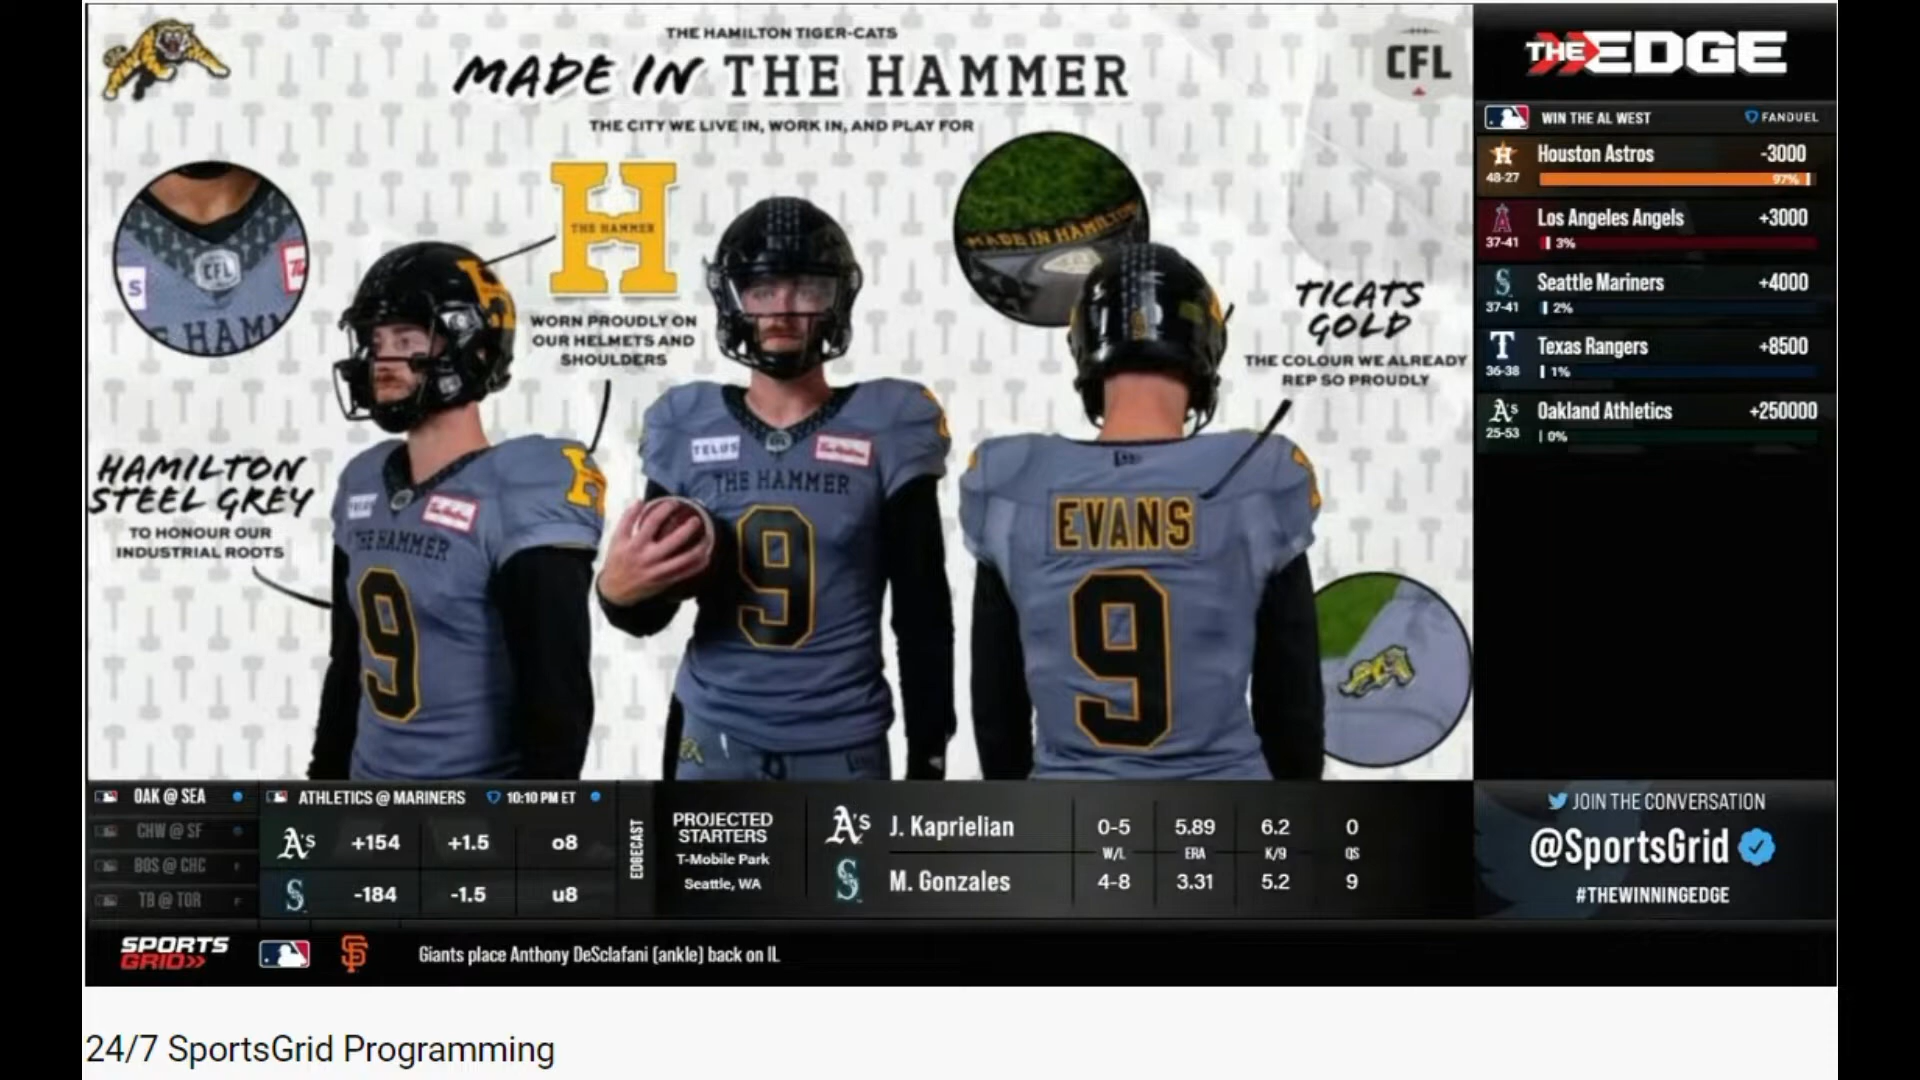 THE HAMILTON TIGER-CATS
MADE IN THE HAMMER
THE CITY WE LIVE IN, WORK IN, AND PLAY FOR
CFL
CFL
S
HAMM
H
THE HAMMER
WORN PROUDLY ON
OUR HELMETS AND
SHOULDERS
MADE IN HAMILTON
TICATS
GOLD
THE COLOUR WE ALREADY
REP SO PROUDLY
HAMILTON
STEEL GREY
TO HONOUR OUR
INDUSTRIAL ROOTS
H
THE HAMMER
9
TELUS
THE HAMMER
9
EVANS
9
THE EDGE
WIN THE AL WEST FANDUEL
Houston Astros -3000
48-27 97%
Los Angeles Angels +3000
37-41 3%
Seattle Mariners +4000
37-41 2%
Texas Rangers +8500
36-38 1%
Oakland Athletics +250000
25-53 0%
OAK @ SEA
CHW @ SF
BOS @ CHC F
TB @ TOR F
ATHLETICS @ MARINERS 10:10 PM ET
A's +154 +1.5 o8
S -184 -1.5 u8
EDGECAST
PROJECTED
STARTERS
T-Mobile Park
Seattle, WA
A's J. Kaprielian 0-5 5.89 6.2 0
W/L ERA K/9 QS
S M. Gonzales 4-8 3.31 5.2 9
JOIN THE CONVERSATION
@SportsGrid
#THEWINNINGEDGE
SPORTS
GRID
SF Giants place Anthony DeSclafani (ankle) back on IL
24/7 SportsGrid Programming